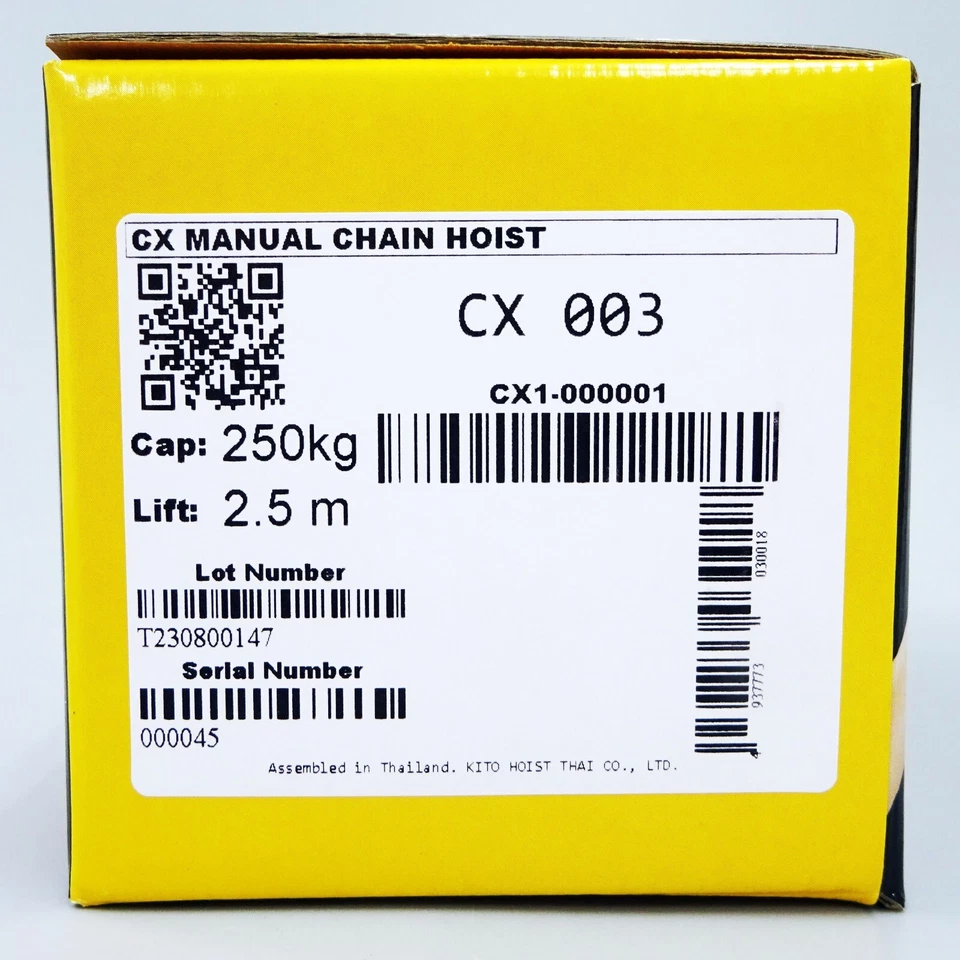 CX MANUAL CHAIN HOIST
CX 003
CX1-000001
Cap: 250kg
Lift: 2.5 m
Lot Number
T230800147
Serial Number
000045
4 937773 030018
Assembled in Thailand. KITO HOIST THAI CO., LTD.